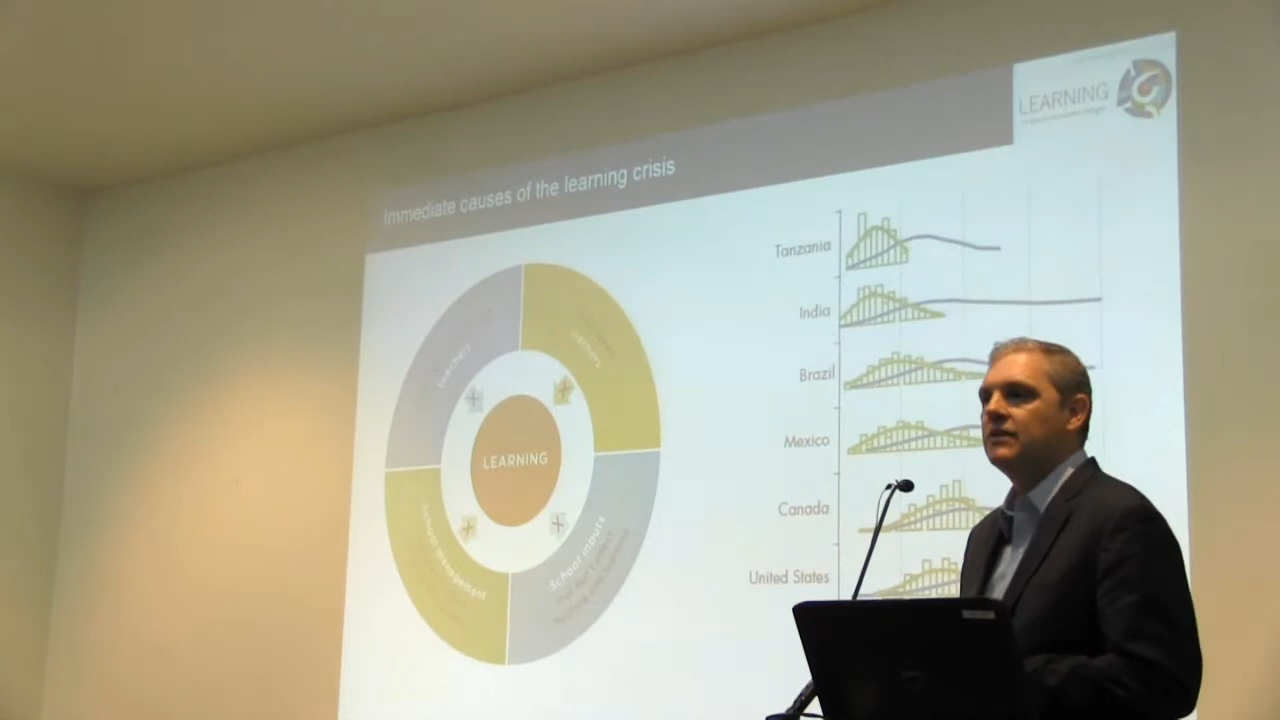 LEARNING
Immediate causes of the learning crisis
Teachers
Learners
LEARNING
School management
School inputs
Tanzania
India
Brazil
Mexico
Canada
United States